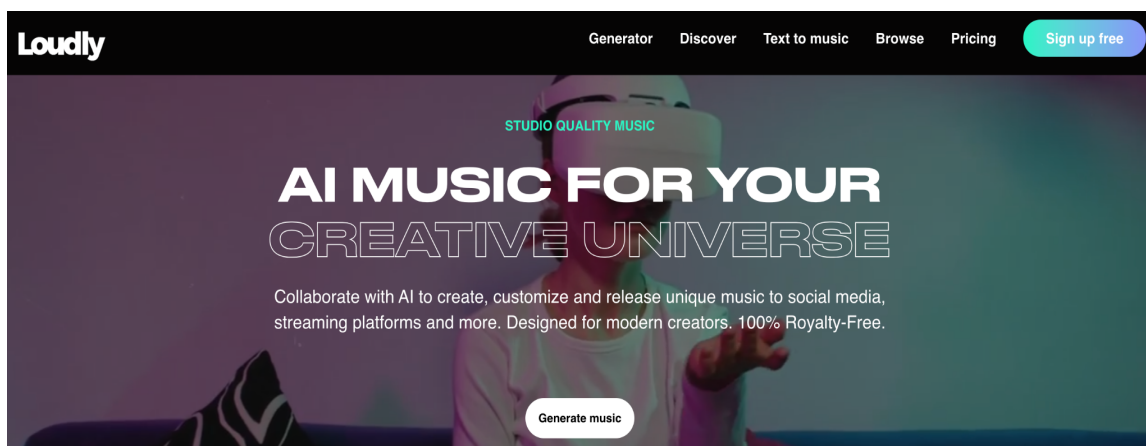 Loudly
Generator Discover Text to music Browse Pricing Sign up free
STUDIO QUALITY MUSIC
AI MUSIC FOR YOUR
CREATIVE UNIVERSE
Collaborate with AI to create, customize and release unique music to social media,
streaming platforms and more. Designed for modern creators. 100% Royalty-Free.
Generate music